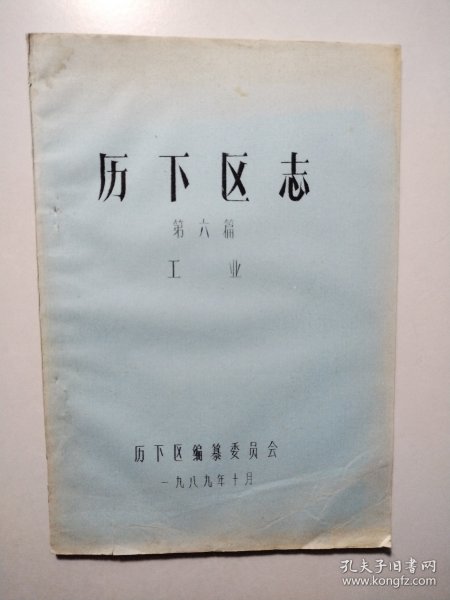 历下区志
第六篇
工业
历下区编纂委员会
一九八九年十月
孔夫子旧书网
www.kongfz.com